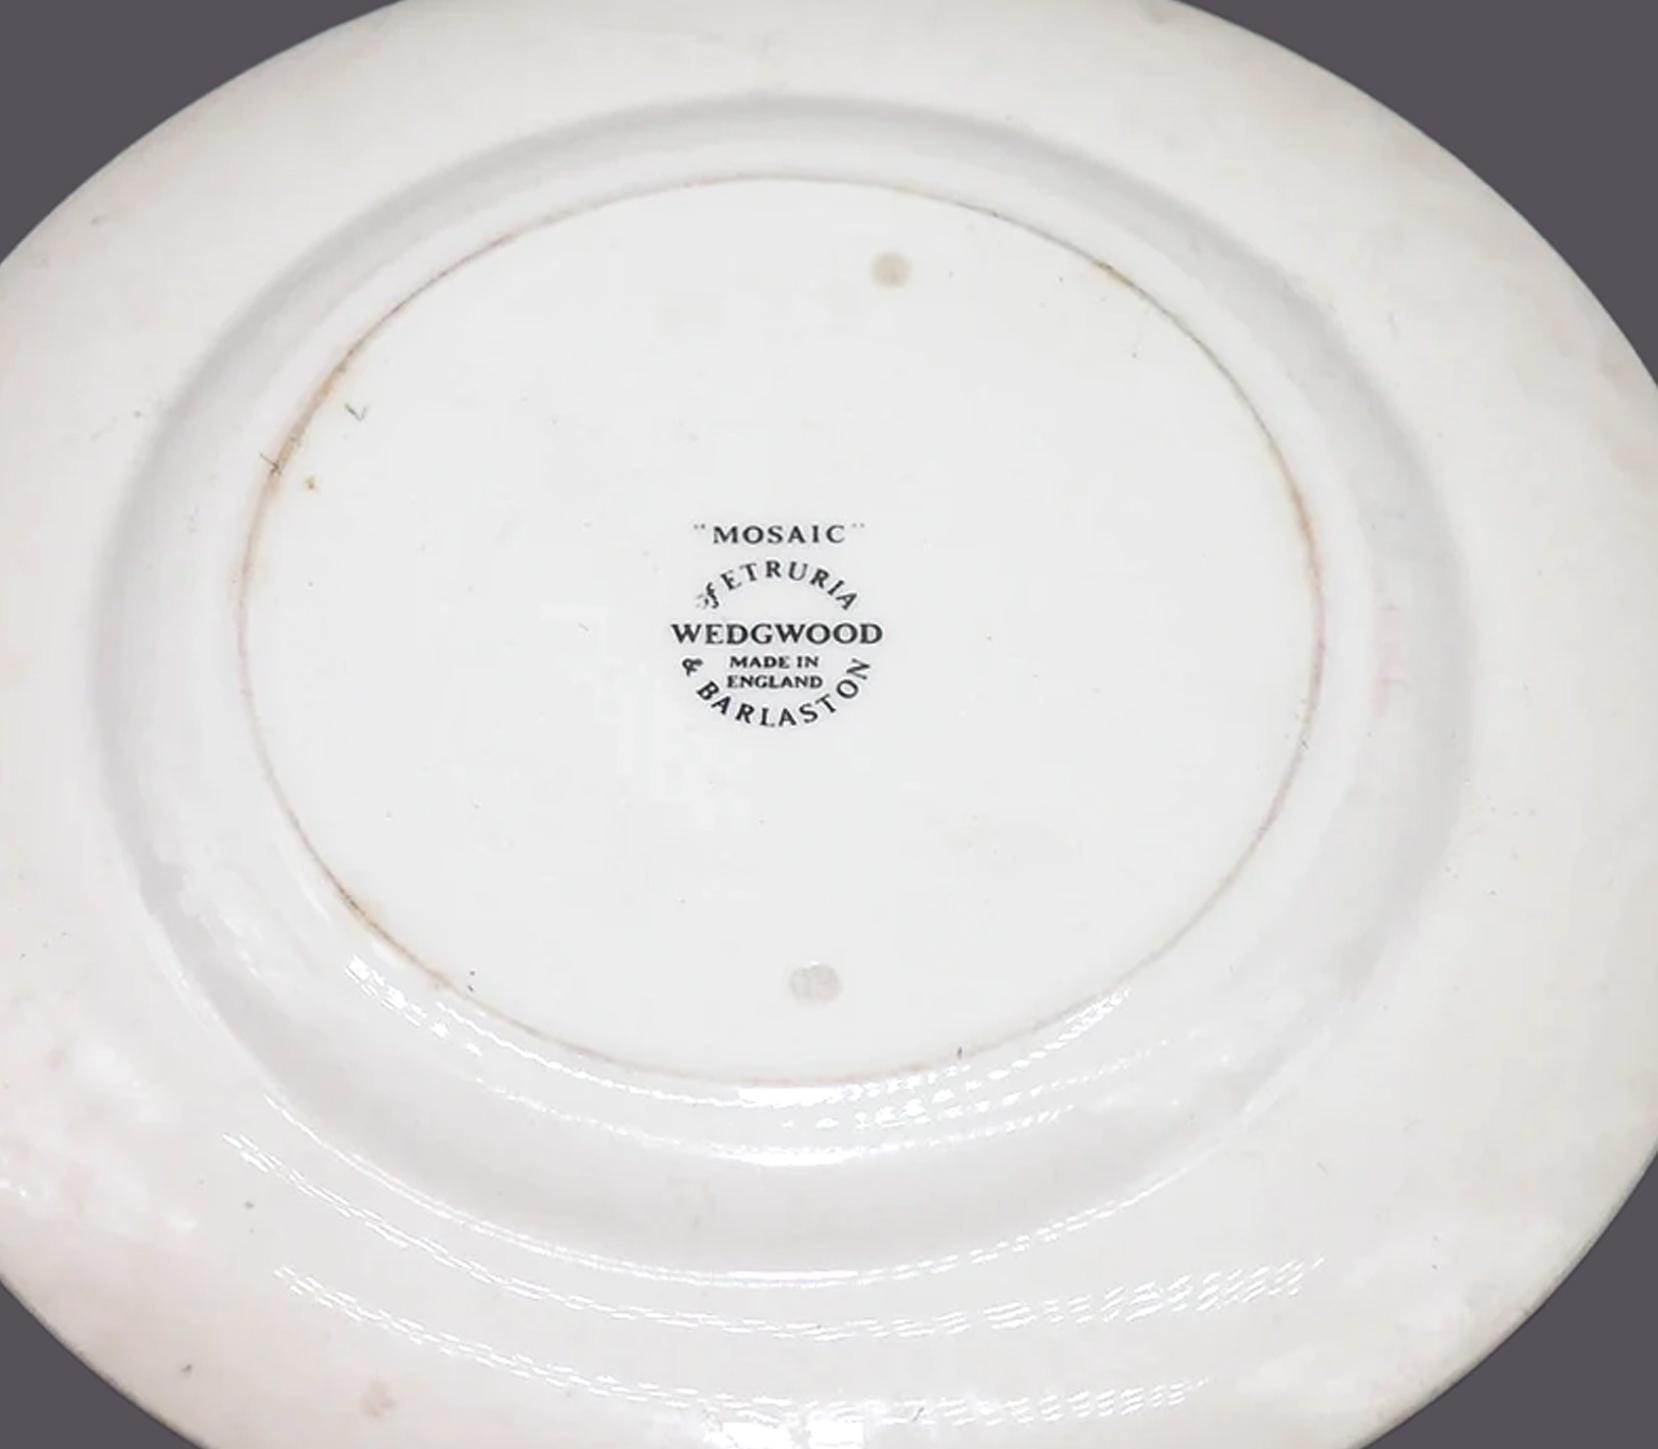 "MOSAIC"
of ETRURIA
WEDGWOOD
MADE IN
ENGLAND
& BARLASTON